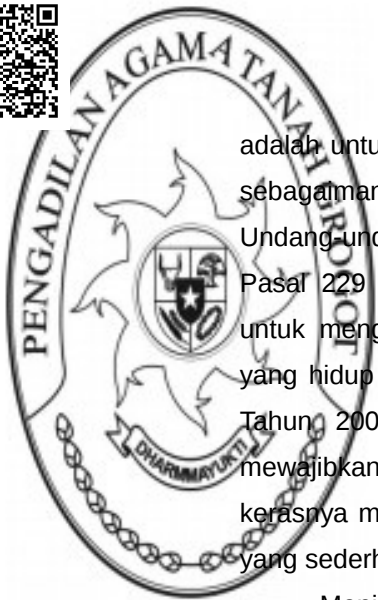 PENGADILAN AGAMA TANAH GROGOT
DHARMMAYUKTI
adalah untu
sebagaiman
Undang-und
Pasal 229
untuk meng
yang hidup
Tahun 200
mewajibkan
kerasnya m
yang sederh